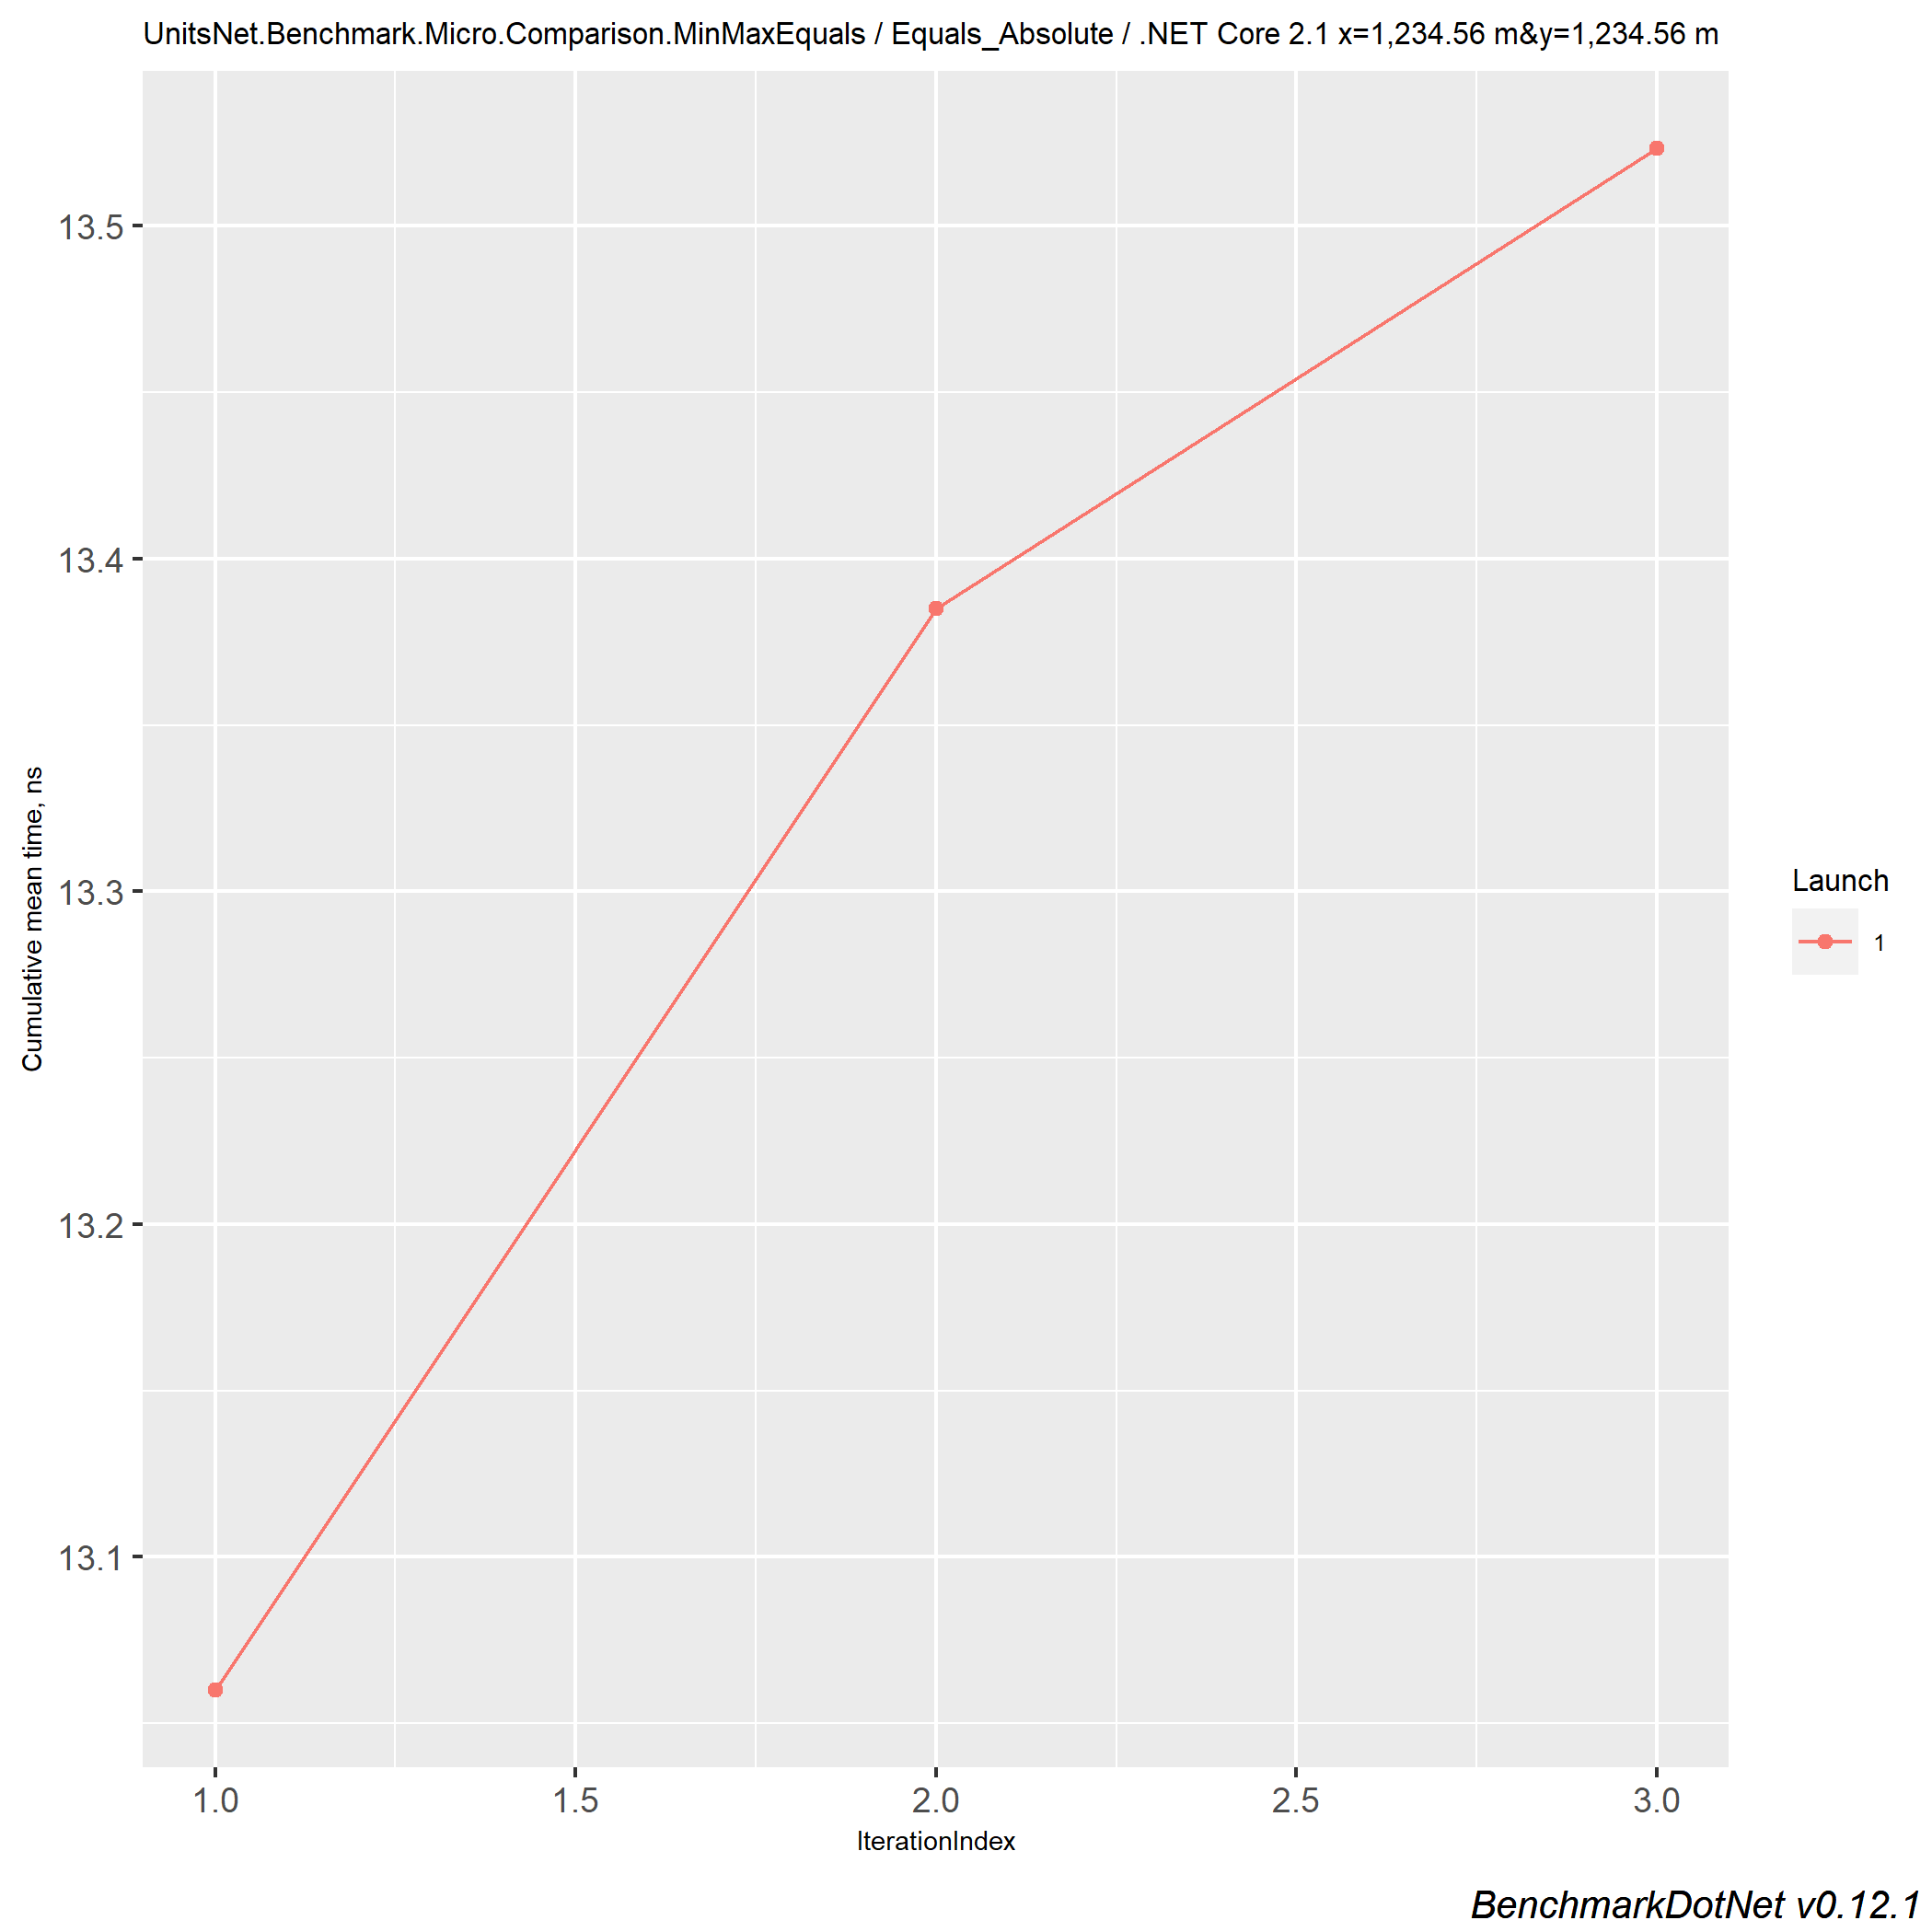 UnitsNet.Benchmark.Micro.Comparison.MinMaxEquals / Equals_Absolute / .NET Core 2.1 x=1,234.56 m&y=1,234.56 m
Cumulative mean time, ns
13.5
13.4
13.3
13.2
13.1
1.0
1.5
2.0
2.5
3.0
IterationIndex
Launch
1
BenchmarkDotNet v0.12.1